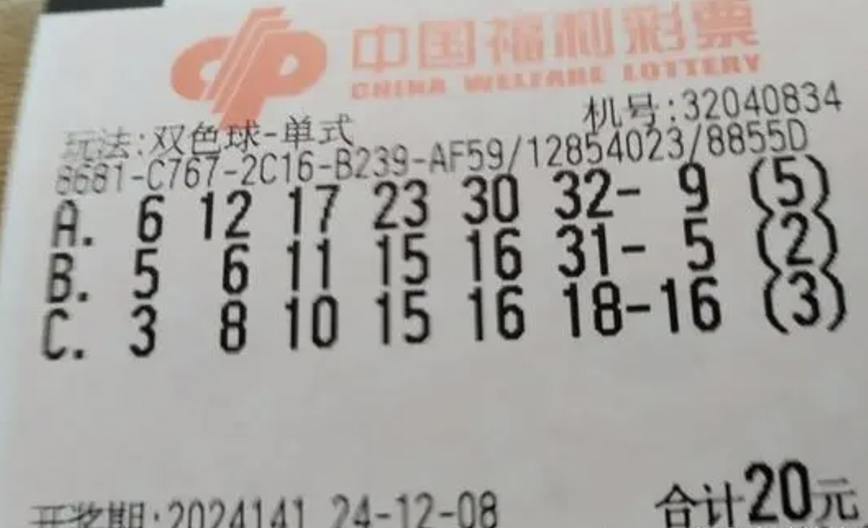 中国福利彩票
CHINA WELFARE LOTTERY
机号:32040834
玩法:双色球-单式
8681-C767-2C16-B239-AF59/12854023/8855D
A. 6 12 17 23 30 32- 9 (5)
B. 5 6 11 15 16 31- 5 (2)
C. 3 8 10 15 16 18-16 (3)
开奖期:2024141 24-12-08 合计20元